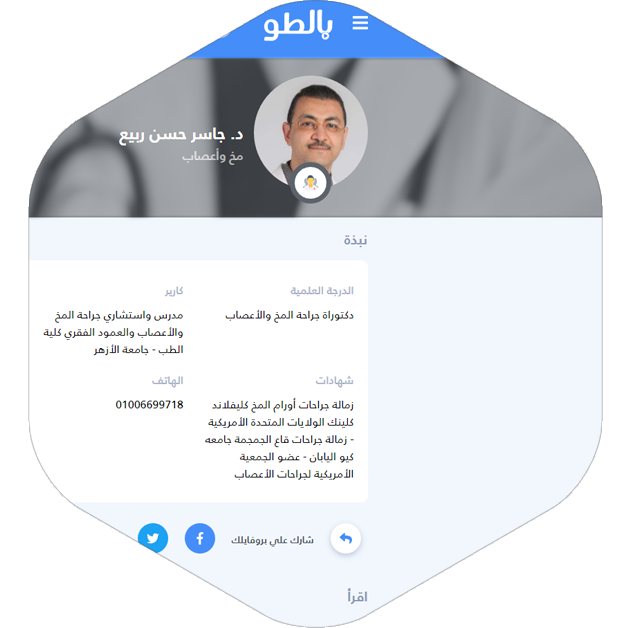 بالطو
د. جاسر حسن ربيع
مخ وأعصاب
نبذة
الدرجة العلمية
دكتوراة جراحة المخ والأعصاب
كارير
مدرس واستشاري جراحة المخ
والأعصاب والعمود الفقري كلية
الطب - جامعة الأزهر
شهادات
زمالة جراحات أورام المخ كليفلاند
كلينك الولايات المتحدة الأمريكية
- زمالة جراحات قاع الجمجمة جامعه
كيو اليابان - عضو الجمعية
الأمريكية لجراحات الأعصاب
الهاتف
01006699718
شارك علي بروفايلك
اقرأ